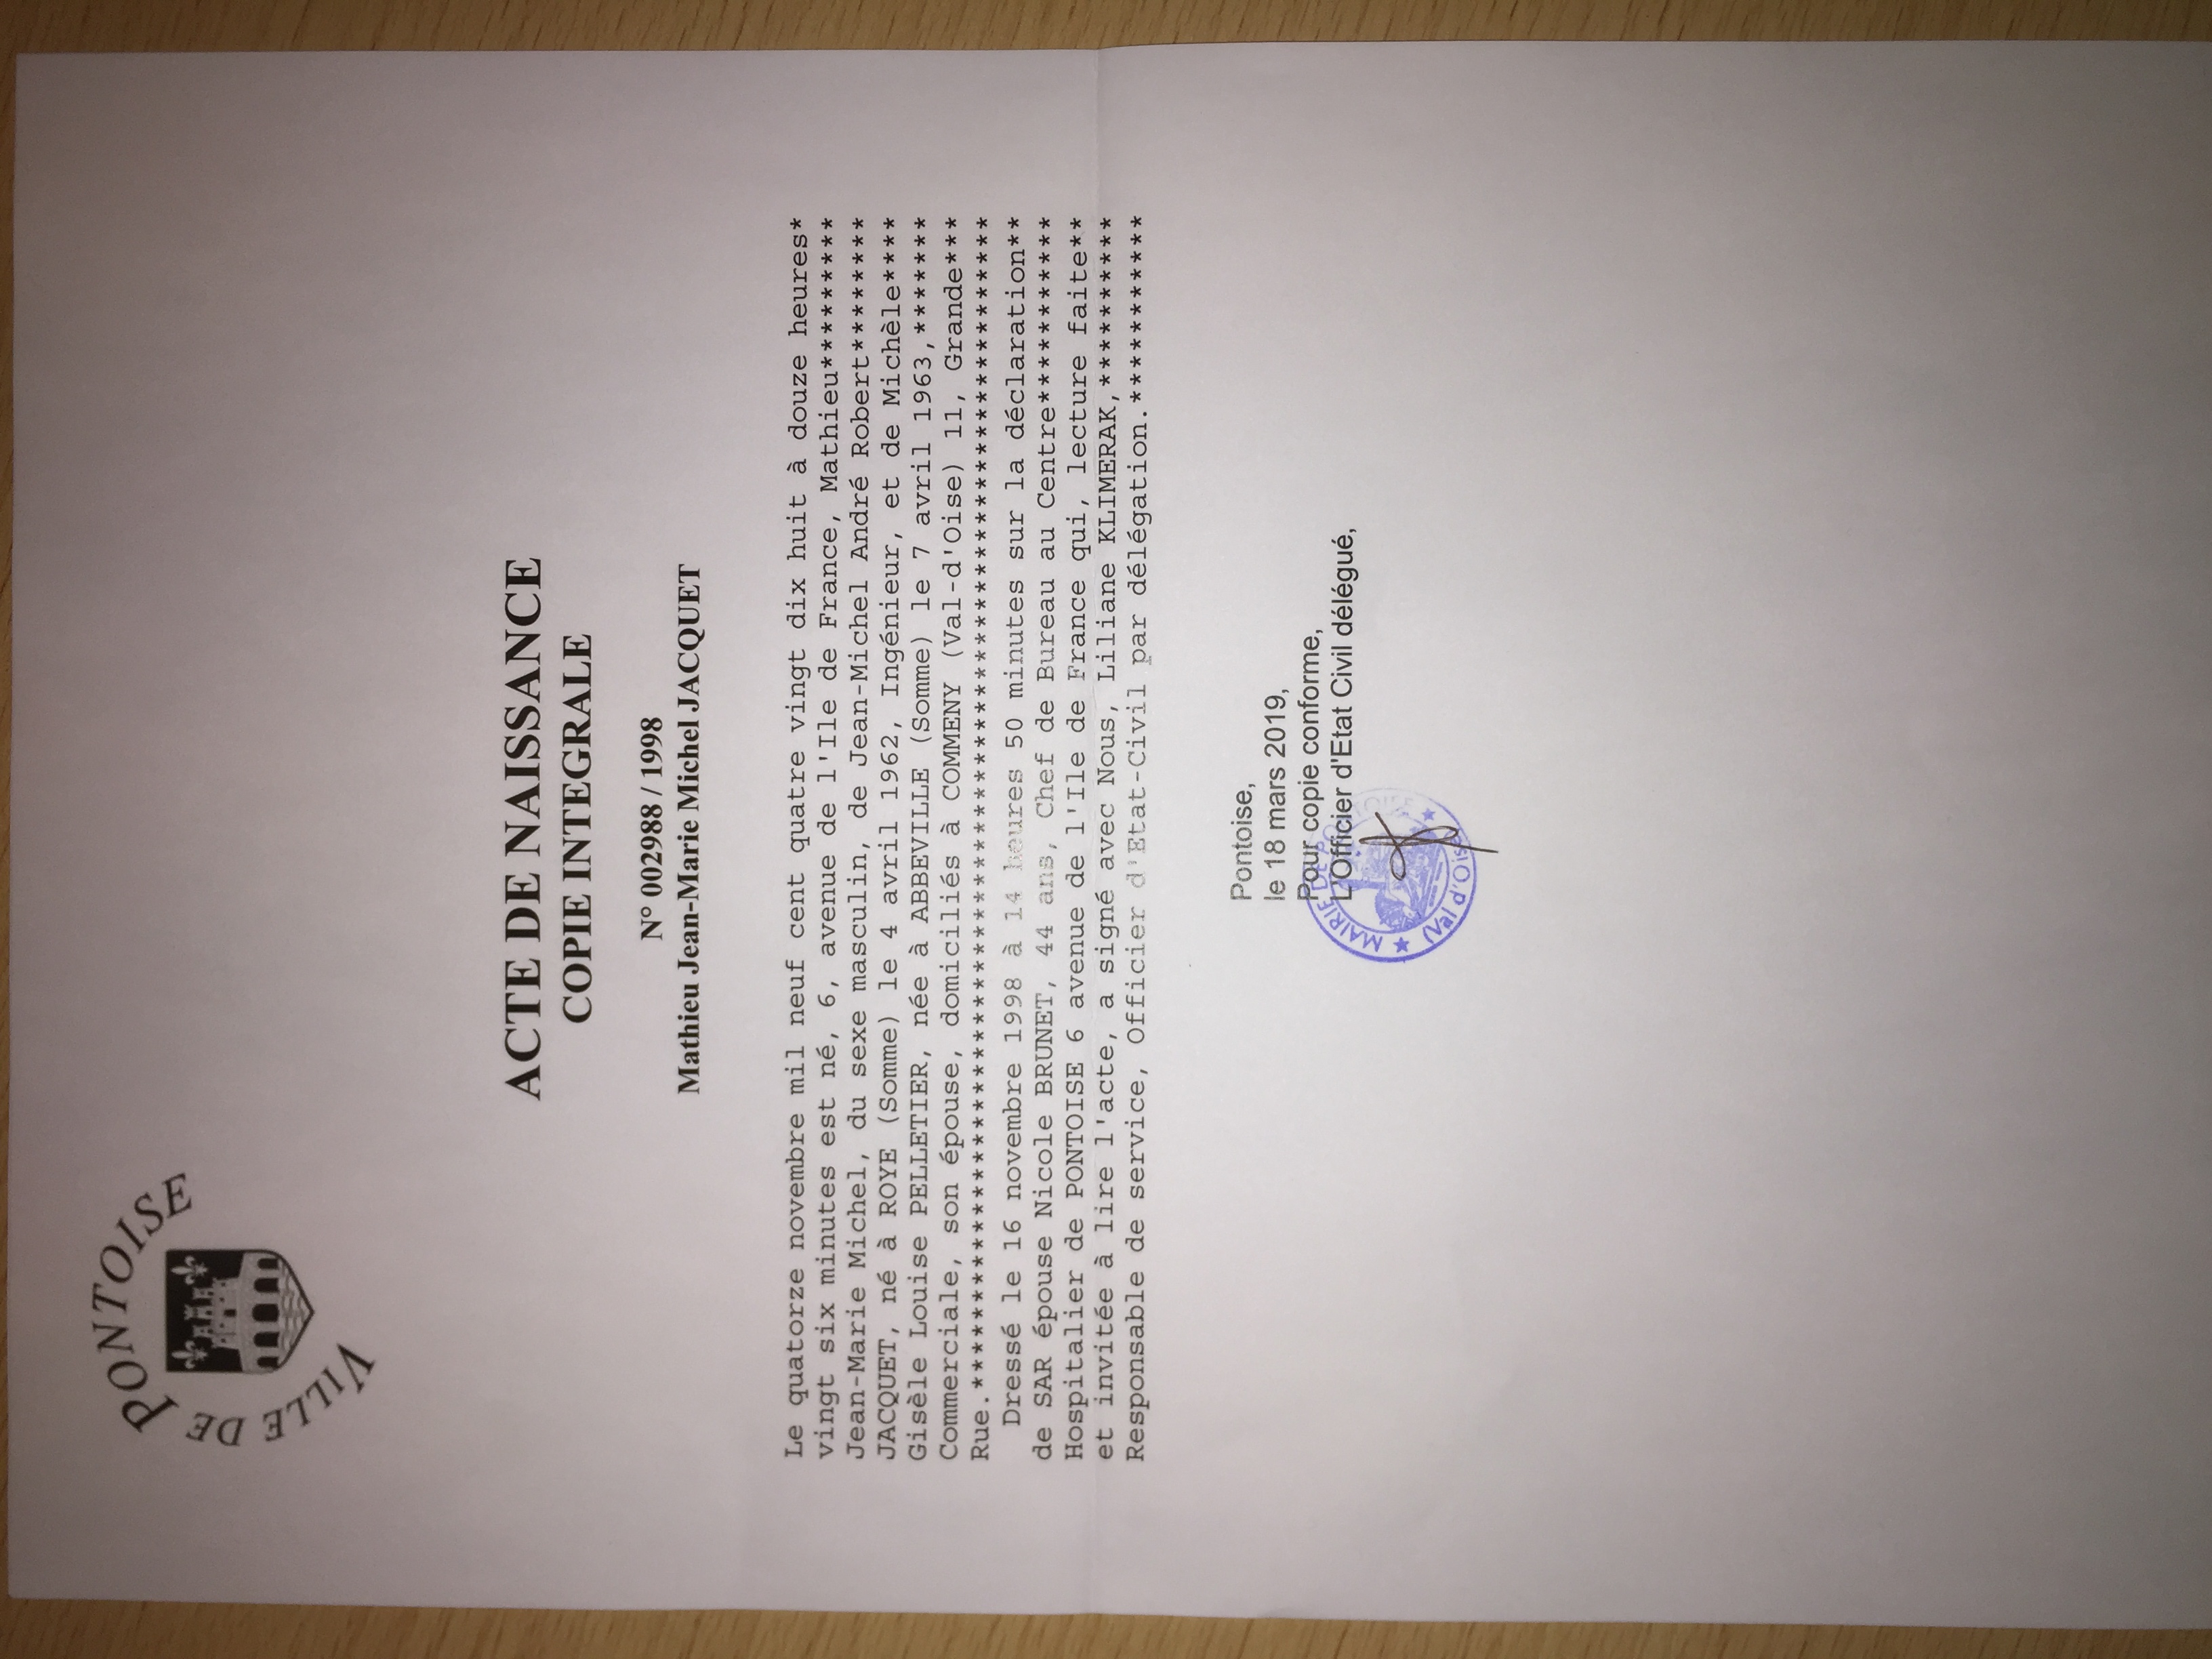 VILLE DE PONTOISE
ACTE DE NAISSANCE
COPIE INTEGRALE
N° 002988 / 1998
Mathieu Jean-Marie Michel JACQUET
Le quatorze novembre mil neuf cent quatre vingt dix huit à douze heures*
vingt six minutes est né, 6, avenue de l'Ile de France, Mathieu*********
Jean-Marie Michel, du sexe masculin, de Jean-Michel André Robert********
JACQUET, né à ROYE (Somme) le 4 avril 1962, Ingénieur, et de Michèle****
Gisèle Louise PELLETIER, née à ABBEVILLE (Somme) le 7 avril 1963,*******
Commerciale, son épouse, domiciliés à COMMENY (Val-d'Oise) 11, Grande***
Rue.********************************************************************
Dressé le 16 novembre 1998 à 14 heures 50 minutes sur la déclaration**
de SAR épouse Nicole BRUNET, 44 ans, Chef de Bureau au Centre***********
Hospitalier de PONTOISE 6 avenue de l'Ile de France qui, lecture faite**
et invitée à lire l'acte, a signé avec Nous, Liliane KLIMERAK,**********
Responsable de service, Officier d'Etat-Civil par délégation.***********
Pontoise,
le 18 mars 2019,
Pour copie conforme,
L'Officier d'Etat Civil délégué,
MAIRIE DE PONTOISE
(Val d'Oise)